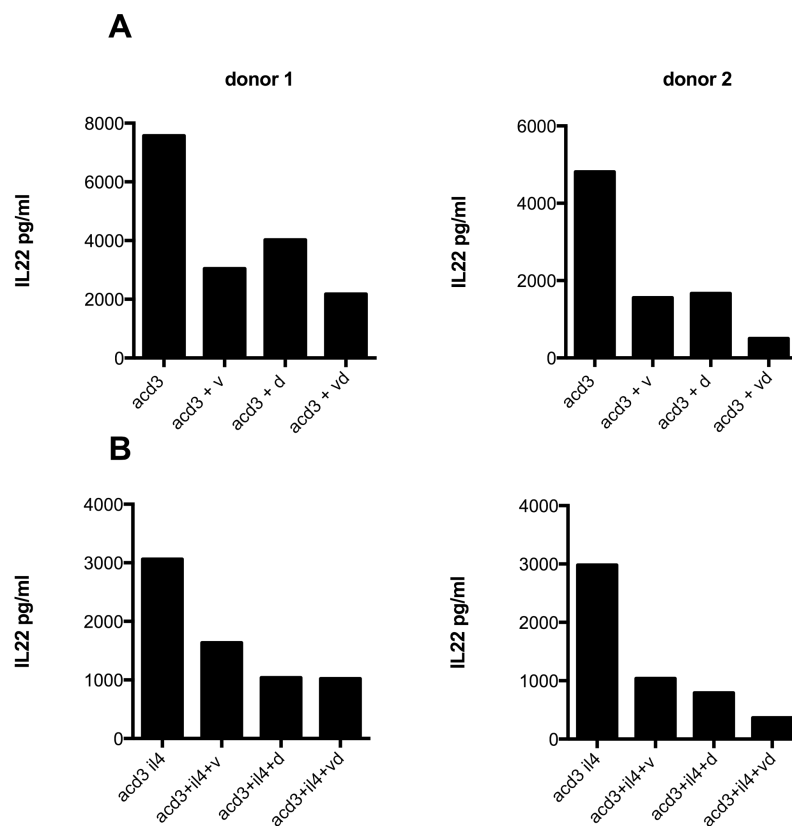 A
donor 1
donor 2
IL22 pg/ml
8000
6000
4000
2000
0
acd3
acd3 + v
acd3 + d
acd3 + vd
IL22 pg/ml
6000
4000
2000
0
acd3
acd3 + v
acd3 + d
acd3 + vd
B
IL22 pg/ml
4000
3000
2000
1000
0
acd3 il4
acd3+il4+v
acd3+il4+d
acd3+il4+vd
IL22 pg/ml
4000
3000
2000
1000
0
acd3 il4
acd3+il4+v
acd3+il4+d
acd3+il4+vd